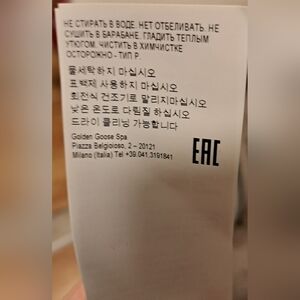 НЕ СТИРАТЬ В ВОДЕ. НЕТ ОТБЕЛИВАТЬ. НЕ
СУШИТЬ В БАРАБАНЕ. ГЛАДИТЬ ТЕПЛЫМ
УТЮГОМ. ЧИСТИТЬ В ХИМЧИСТКЕ
ОСТОРОЖНО - ТИП P.
물세탁하지 마십시오
표백제 사용하지 마십시오
회전식 건조기로 말리지마십시오
낮은 온도로 다림질 하십시오
드라이 클리닝 가능합니다
Golden Goose Spa
Piazza Belgioioso, 2 – 20121
Milano (Italia) Tel +39.041.3191841
EAC